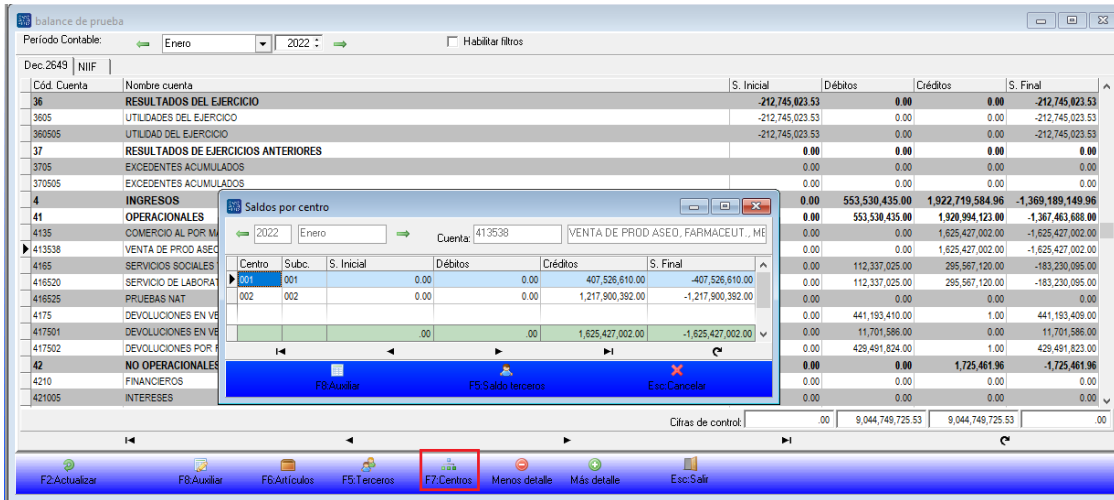 balance de prueba
Período Contable: Enero 2022 Habilitar filtros
Dec.2649 NIIF
Cód. Cuenta Nombre cuenta S. Inicial Débitos Créditos S. Final
36 RESULTADOS DEL EJERCICIO -212,745,023.53 0.00 0.00 -212,745,023.53
3605 UTILIDADES DEL EJERCICO -212,745,023.53 0.00 0.00 -212,745,023.53
360505 UTILIDAD DEL EJERCICIO -212,745,023.53 0.00 0.00 -212,745,023.53
37 RESULTADOS DE EJERCICIOS ANTERIORES 0.00 0.00 0.00 0.00
3705 EXCEDENTES ACUMULADOS 0.00 0.00 0.00 0.00
370505 EXCEDENTES ACUMULADOS 0.00 0.00 0.00 0.00
4 INGRESOS 0.00 553,530,435.00 1,922,719,584.96 -1,369,189,149.96
41 OPERACIONALES 0.00 553,530,435.00 1,920,994,123.00 -1,367,463,688.00
4135 COMERCIO AL POR MA 0.00 0.00 1,625,427,002.00 -1,625,427,002.00
413538 VENTA DE PROD ASEO 0.00 0.00 1,625,427,002.00 -1,625,427,002.00
4165 SERVICIOS SOCIALES 0.00 112,337,025.00 295,567,120.00 -183,230,095.00
416520 SERVICIO DE LABORAT 0.00 112,337,025.00 295,567,120.00 -183,230,095.00
416525 PRUEBAS NAT 0.00 0.00 0.00 0.00
4175 DEVOLUCIONES EN VE 0.00 441,193,410.00 1.00 441,193,409.00
417501 DEVOLUCIONES EN VE 0.00 11,701,586.00 0.00 11,701,586.00
417502 DEVOLUCIONES POR F 0.00 429,491,824.00 1.00 429,491,823.00
42 NO OPERACIONALES 0.00 0.00 1,725,461.96 -1,725,461.96
4210 FINANCIEROS 0.00 0.00 0.00 0.00
421005 INTERESES 0.00 0.00 0.00 0.00
Cifras de control: .00 9,044,749,725.53 9,044,749,725.53 .00
F2:Actualizar F8:Auxiliar F6:Artículos F5:Terceros F7:Centros Menos detalle Más detalle Esc:Salir
Saldos por centro
2022 Enero Cuenta: 413538 VENTA DE PROD ASEO, FARMACEUT., ME
Centro Subc. S. Inicial Débitos Créditos S. Final
001 001 0.00 0.00 407,526,610.00 -407,526,610.00
002 002 0.00 0.00 1,217,900,392.00 -1,217,900,392.00
.00 .00 1,625,427,002.00 -1,625,427,002.00
F8:Auxiliar F5:Saldo terceros Esc:Cancelar